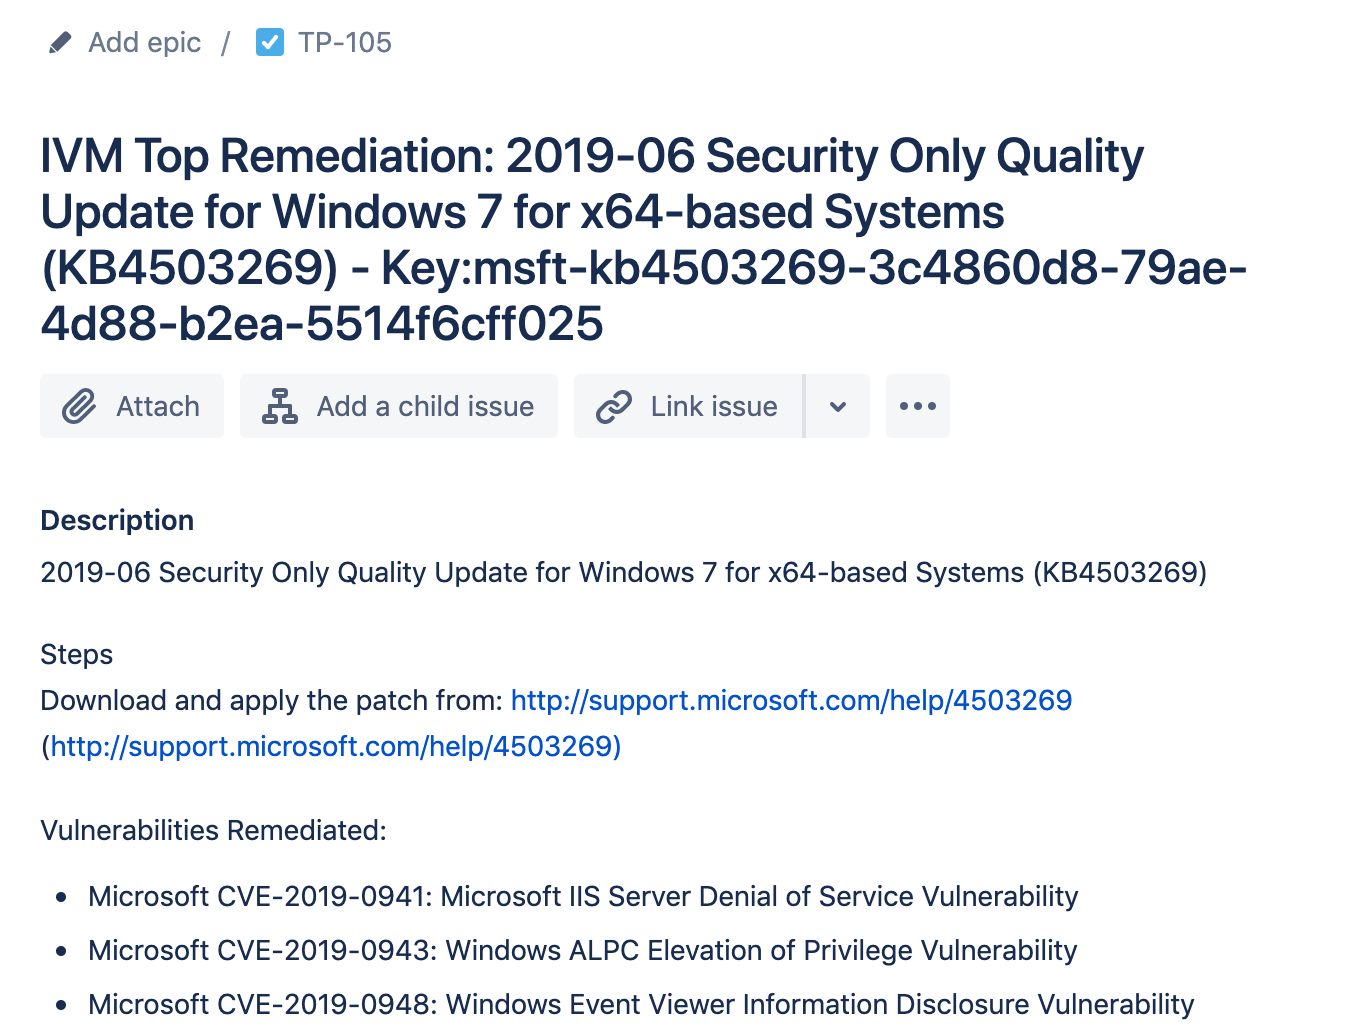 Add epic / TP-105
IVM Top Remediation: 2019-06 Security Only Quality
Update for Windows 7 for x64-based Systems
(KB4503269) - Key:msft-kb4503269-3c4860d8-79ae-
4d88-b2ea-5514f6cff025
Attach Add a child issue Link issue
Description
2019-06 Security Only Quality Update for Windows 7 for x64-based Systems (KB4503269)
Steps
Download and apply the patch from: http://support.microsoft.com/help/4503269
(http://support.microsoft.com/help/4503269)
Vulnerabilities Remediated:
• Microsoft CVE-2019-0941: Microsoft IIS Server Denial of Service Vulnerability
• Microsoft CVE-2019-0943: Windows ALPC Elevation of Privilege Vulnerability
• Microsoft CVE-2019-0948: Windows Event Viewer Information Disclosure Vulnerability